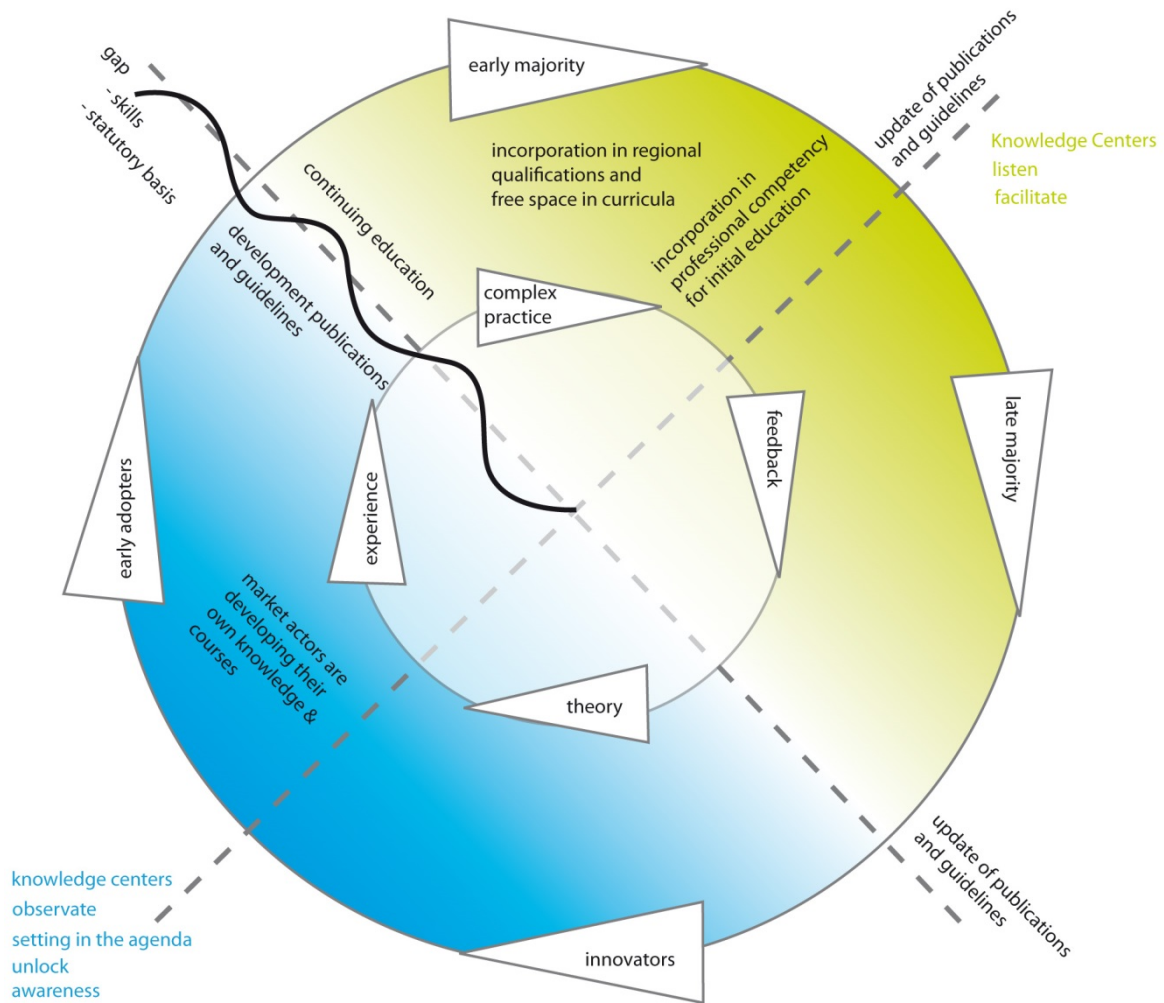 early majority
gap
- skills
- statutory basis
update of publications
and guidelines
Knowledge Centers
listen
facilitate
continuing education
incorporation in regional
qualifications and
free space in curricula
incorporation in
professional competency
for initial education
development publications
and guidelines
complex
practice
feedback
late majority
early adopters
experience
market actors are
developing their
own knowledge &
courses
theory
update of publications
and guidelines
knowledge centers
observate
setting in the agenda
unlock
awareness
innovators